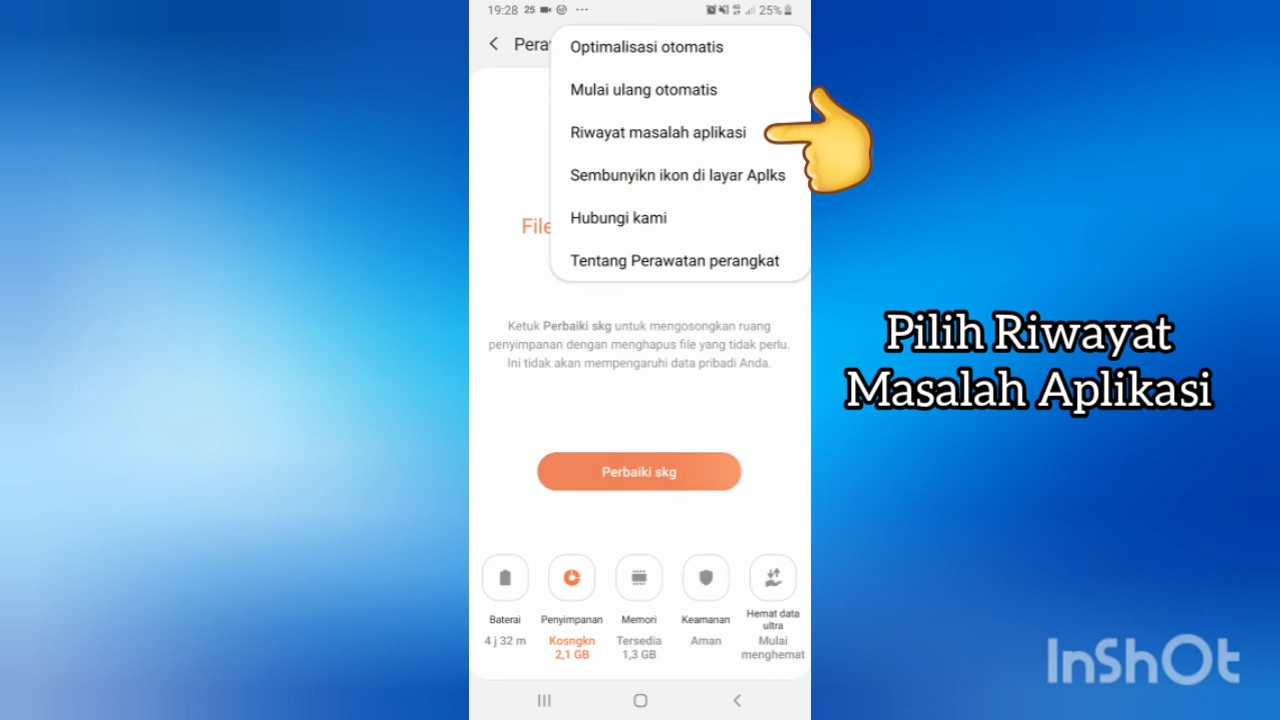 19:28 25 ... 25%
Pera
Optimalisasi otomatis
Mulai ulang otomatis
Riwayat masalah aplikasi
Sembunyikn ikon di layar Aplks
Hubungi kami
Tentang Perawatan perangkat
File
Ketuk Perbaiki skg untuk mengosongkan ruang
penyimpanan dengan menghapus file yang tidak perlu.
Ini tidak akan mempengaruhi data pribadi Anda.
Perbaiki skg
Baterai
4 j 32 m
Penyimpanan
Kosngkn
2,1 GB
Memori
Tersedia
1,3 GB
Keamanan
Aman
Hemat data
ultra
Mulai
menghemat
Pilih Riwayat
Masalah Aplikasi
InShOt